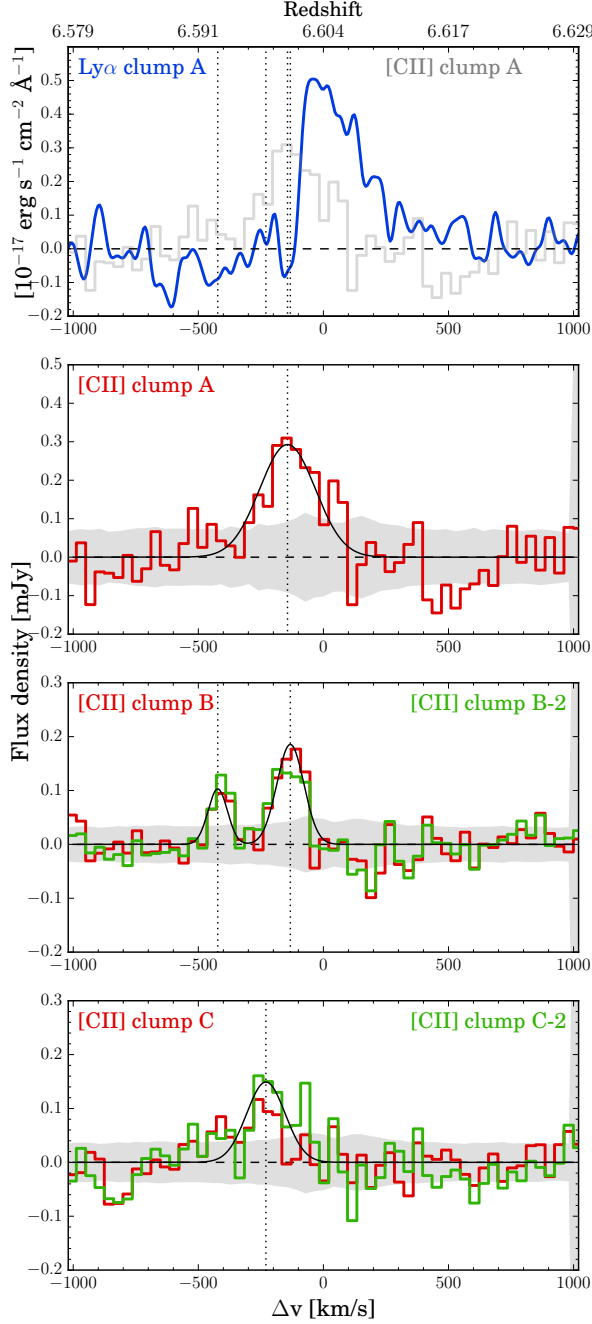 Redshift
6.579 6.591 6.604 6.617 6.629
Lyα clump A [CII] clump A
[10⁻¹⁷ erg s⁻¹ cm⁻² Å⁻¹]
0.5
0.4
0.3
0.2
0.1
0.0
−0.1
−0.2
−1000 −500 0 500 1000
[CII] clump A
0.5
0.4
0.3
0.2
0.1
0.0
−0.1
−0.2
−1000 −500 0 500 1000
Flux density [mJy]
[CII] clump B [CII] clump B-2
0.3
0.2
0.1
0.0
−0.1
−0.2
−1000 −500 0 500 1000
[CII] clump C [CII] clump C-2
0.3
0.2
0.1
0.0
−0.1
−0.2
−1000 −500 0 500 1000
Δv [km/s]